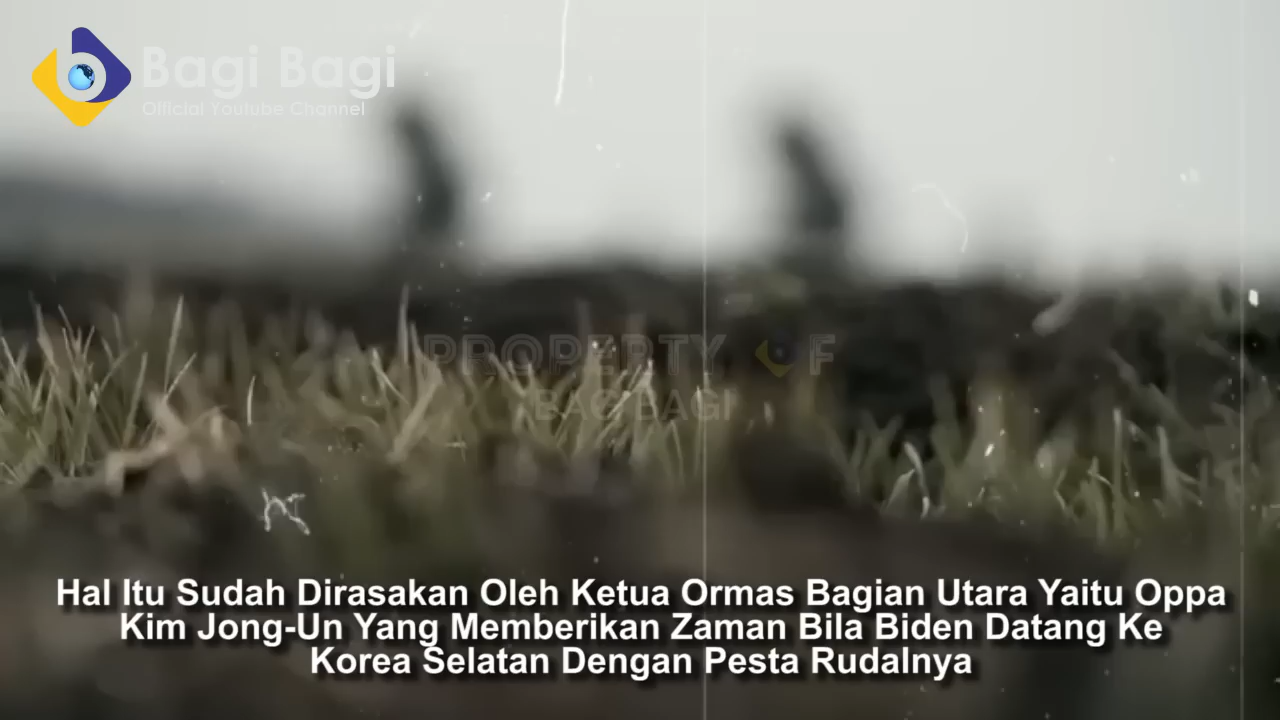 Bagi Bagi
Official Youtube Channel
PROPERTY OF
BAGI BAGI
Hal Itu Sudah Dirasakan Oleh Ketua Ormas Bagian Utara Yaitu Oppa
Kim Jong-Un Yang Memberikan Zaman Bila Biden Datang Ke
Korea Selatan Dengan Pesta Rudalnya